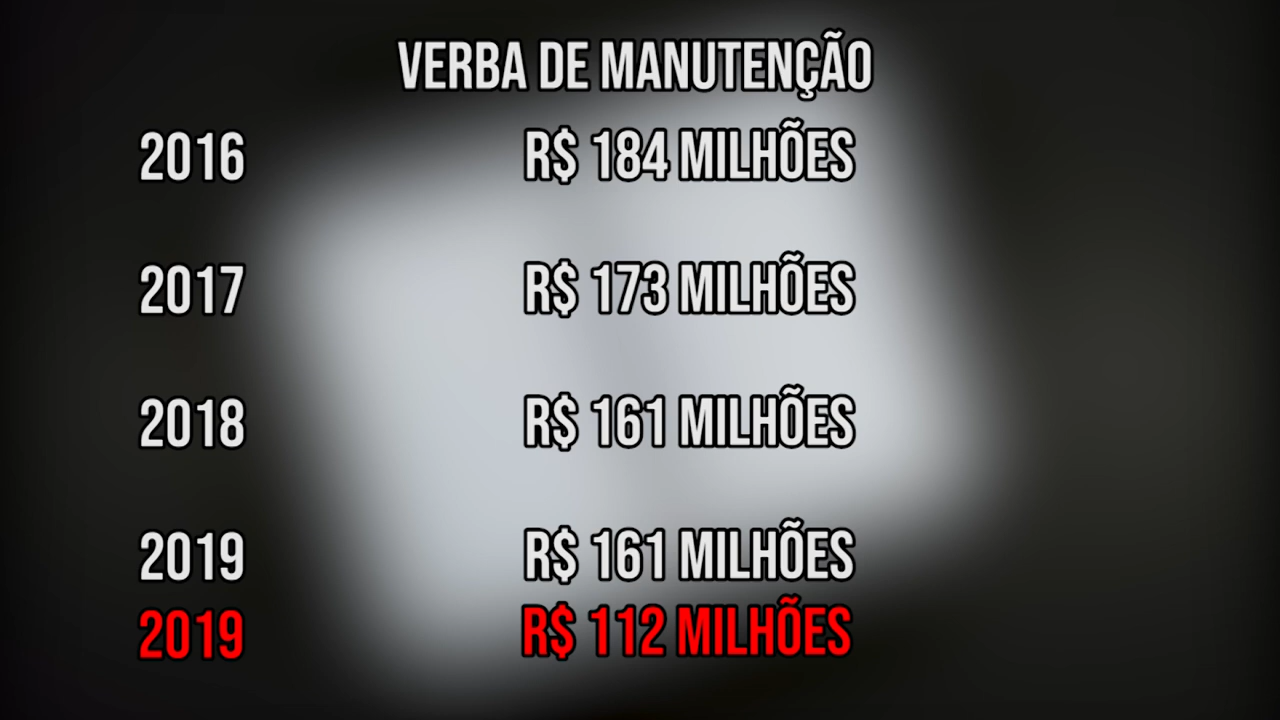 VERBA DE MANUTENÇÃO
2016 R$ 184 MILHÕES
2017 R$ 173 MILHÕES
2018 R$ 161 MILHÕES
2019 R$ 161 MILHÕES
2019 R$ 112 MILHÕES